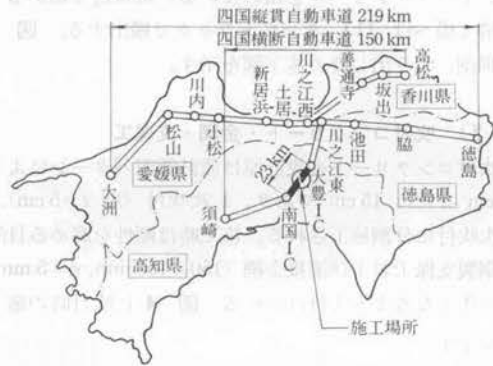 四国縦貫自動車道 219 km
四国横断自動車道 150 km
高松
坂出
善通寺
香川県
川之江西
土居
新居浜
小松
川内
松山
大洲
愛媛県
川之江東
池田
脇
徳島
徳島県
23 km
大豊IC
南国IC
須崎
高知県
施工場所